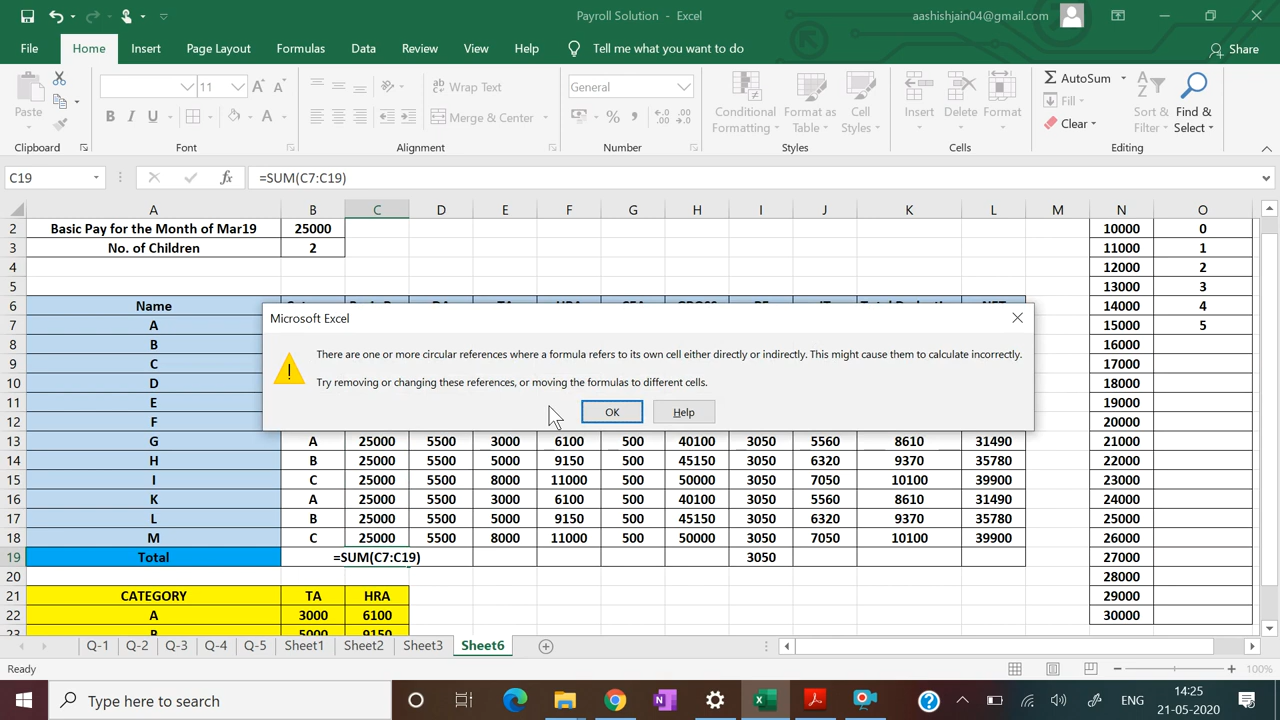 Payroll Solution - Excel
aashishjain04@gmail.com
File Home Insert Page Layout Formulas Data Review View Help Tell me what you want to do Share
Paste
11 A A
Wrap Text
General
Conditional Formatting
Format as Table
Cell Styles
Insert Delete Format
AutoSum
Fill
Clear
Sort & Filter
Find & Select
B I U A
Merge & Center
% ,
Clipboard Font Alignment Number Styles Cells Editing
C19 fx =SUM(C7:C19)
A B C D E F G H I J K L M N O
2 Basic Pay for the Month of Mar19 25000 10000 0
3 No. of Children 2 11000 1
4 12000 2
5 13000 3
6 Name 14000 4
7 A 15000 5
8 B 16000
9 C 17000
10 D 18000
11 E 19000
12 F 20000
Microsoft Excel
There are one or more circular references where a formula refers to its own cell either directly or indirectly. This might cause them to calculate incorrectly.
Try removing or changing these references, or moving the formulas to different cells.
OK Help
13 G A 25000 5500 3000 6100 500 40100 3050 5560 8610 31490 21000
14 H B 25000 5500 5000 9150 500 45150 3050 6320 9370 35780 22000
15 I C 25000 5500 8000 11000 500 50000 3050 7050 10100 39900 23000
16 K A 25000 5500 3000 6100 500 40100 3050 5560 8610 31490 24000
17 L B 25000 5500 5000 9150 500 45150 3050 6320 9370 35780 25000
18 M C 25000 5500 8000 11000 500 50000 3050 7050 10100 39900 26000
19 Total =SUM(C7:C19) 3050 27000
20 28000
21 CATEGORY TA HRA 29000
22 A 3000 6100 30000
23 B 5000 9150
Q-1 Q-2 Q-3 Q-4 Q-5 Sheet1 Sheet2 Sheet3 Sheet6
Ready 100%
Type here to search
ENG
14:25
21-05-2020